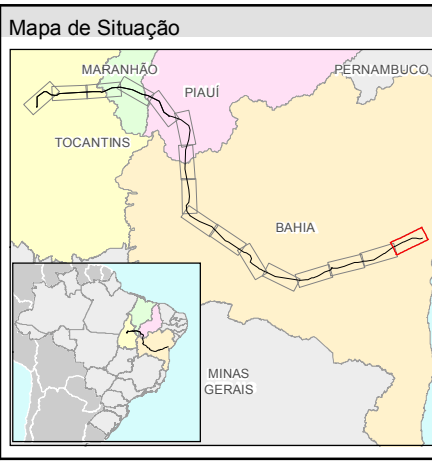 Mapa de Situação
MARANHÃO
PERNAMBUCO
PIAUÍ
TOCANTINS
BAHIA
MINAS
GERAIS